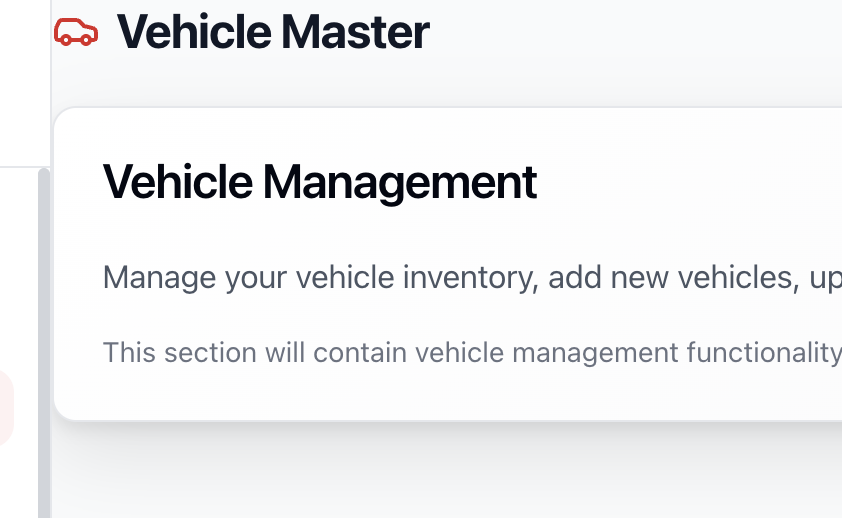 Vehicle Master
Vehicle Management
Manage your vehicle inventory, add new vehicles, up
This section will contain vehicle management functionality